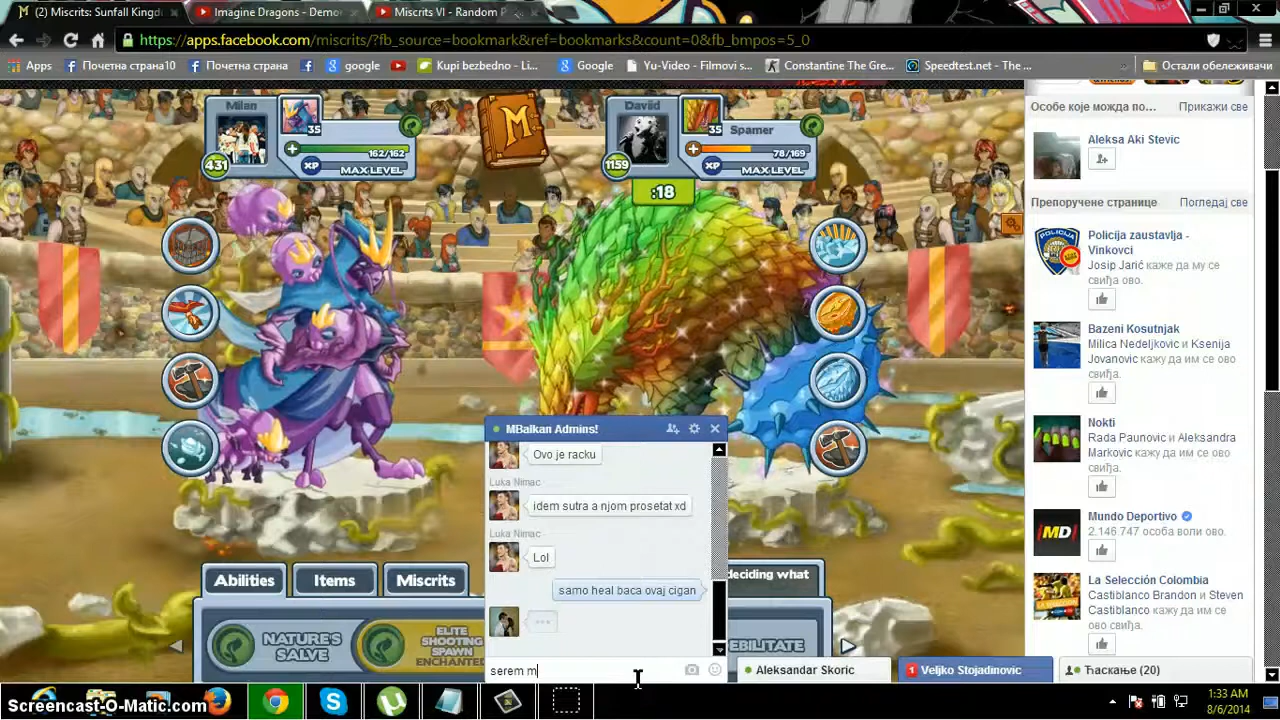 (2) Miscrits: Sunfall Kingd
Imagine Dragons - Demo
Miscrits VI - Random P
https://apps.facebook.com/miscrits/?fb_source=bookmark&ref=bookmarks&count=0&fb_bmpos=5_0
Apps
Почетна страна10
Почетна страна
google
Kupi bezbedno - Li...
Google
Yu-Video - Filmovi s...
Constantine The Gre...
Speedtest.net - The ...
Остали обележивачи
Milan
35
162/162
XP
MAX LEVEL
431
M
Daviid
35
Spamer
78/169
XP
MAX LEVEL
1159
:18
Особе које можда по...
Прикажи све
Aleksa Aki Stevic
Препоручене странице
Погледај све
POLICIJA
Policija zaustavlja -
Vinkovci
Josip Jarić каже да му се
свиђа ово.
Bazeni Kosutnjak
Milica Nedeljkovic и Ksenija
Jovanovic кажу да им се ово
свиђа.
Nokti
Rada Paunovic и Aleksandra
Markovic кажу да им се ово
свиђа.
MD
Mundo Deportivo
2.146.747 особа воли ово.
La Selección Colombia
Castiblanco Brandon и Steven
Castiblanco кажу да им се
ово свиђа.
MBalkan Admins!
Ovo je racku
Luka Nimac
idem sutra a njom prosetat xd
Luka Nimac
Lol
samo heal baca ovaj cigan
...
serem m
Abilities
Items
Miscrits
deciding what
NATURE'S
SALVE
ELITE
SHOOTING
SPAWN
ENCHANTED
EBILITATE
Aleksandar Skoric
1
Veljko Stojadinovic
Ћаскање (20)
Screencast-O-Matic.com
1:33 AM
8/6/2014